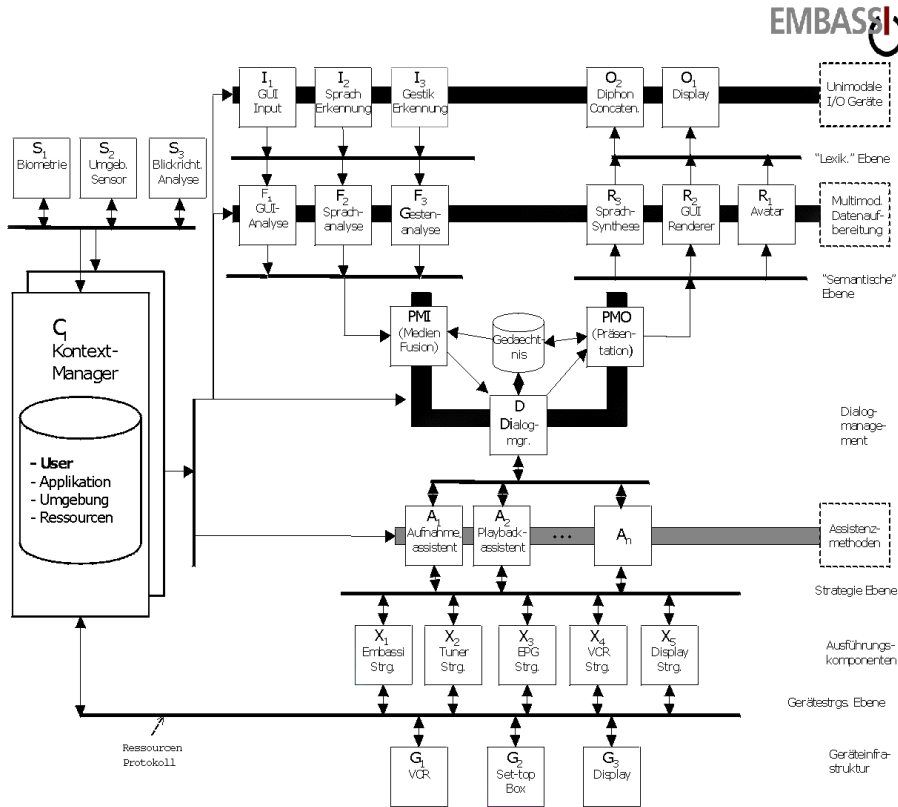 EMBASSI
I1
GUI
Input
I2
Sprach
Erkennung
I3
Gestik
Erkennung
O2
Diphon
Concaten.
O1
Display
Unimodale
I/O Geräte
S1
Biometrie
S2
Umgeb.
Sensor
S3
Blickricht.
Analyse
"Lexik." Ebene
F1
GUI-
Analyse
F2
Sprach-
analyse
F3
Gesten-
analyse
R3
Sprach-
Synthese
R2
GUI
Renderer
R1
Avatar
Multimod.
Datenauf-
bereitung
"Semantische"
Ebene
C1
Kontext-
Manager
- User
- Applikation
- Umgebung
- Ressourcen
PMI
(Medien
Fusion)
Gedaecht-
nis
PMO
(Präsen-
tation)
D
Dialog-
mgr.
Dialog-
manage-
ment
A1
Aufnahme
assistent
A2
Playback-
assistent
...
An
Assistenz-
methoden
Strategie Ebene
X1
Embassi
Strg.
X2
Tuner
Strg.
X3
EPG
Strg.
X4
VCR
Strg.
X5
Display
Strg.
Ausführungs-
komponenten
Gerätestrgs. Ebene
Ressourcen
Protokoll
G1
VCR
G2
Set-top
Box
G3
Display
Geräteinfra-
struktur